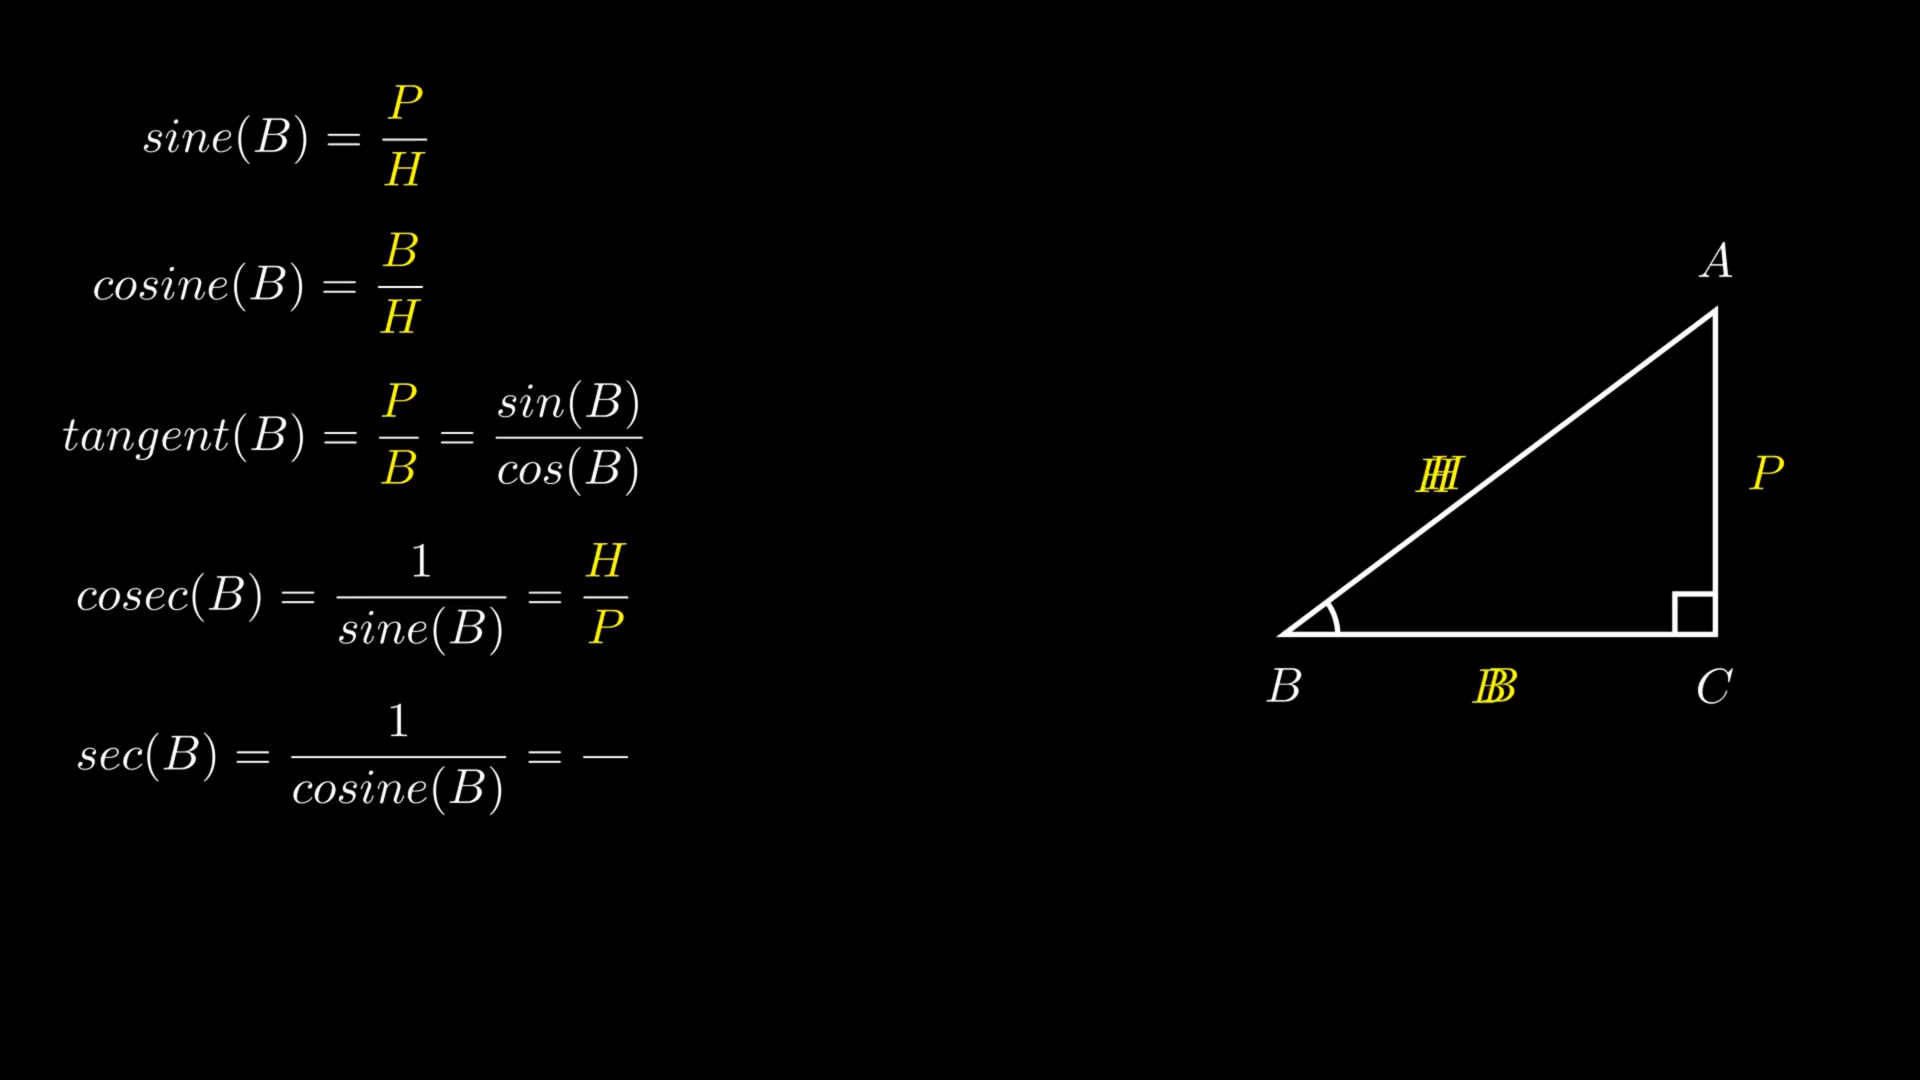 sine(B) = P/H
cosine(B) = B/H
tangent(B) = P/B = sin(B)/cos(B)
cosec(B) = 1/sine(B) = H/P
sec(B) = 1/cosine(B) = —
A
H P
B B C